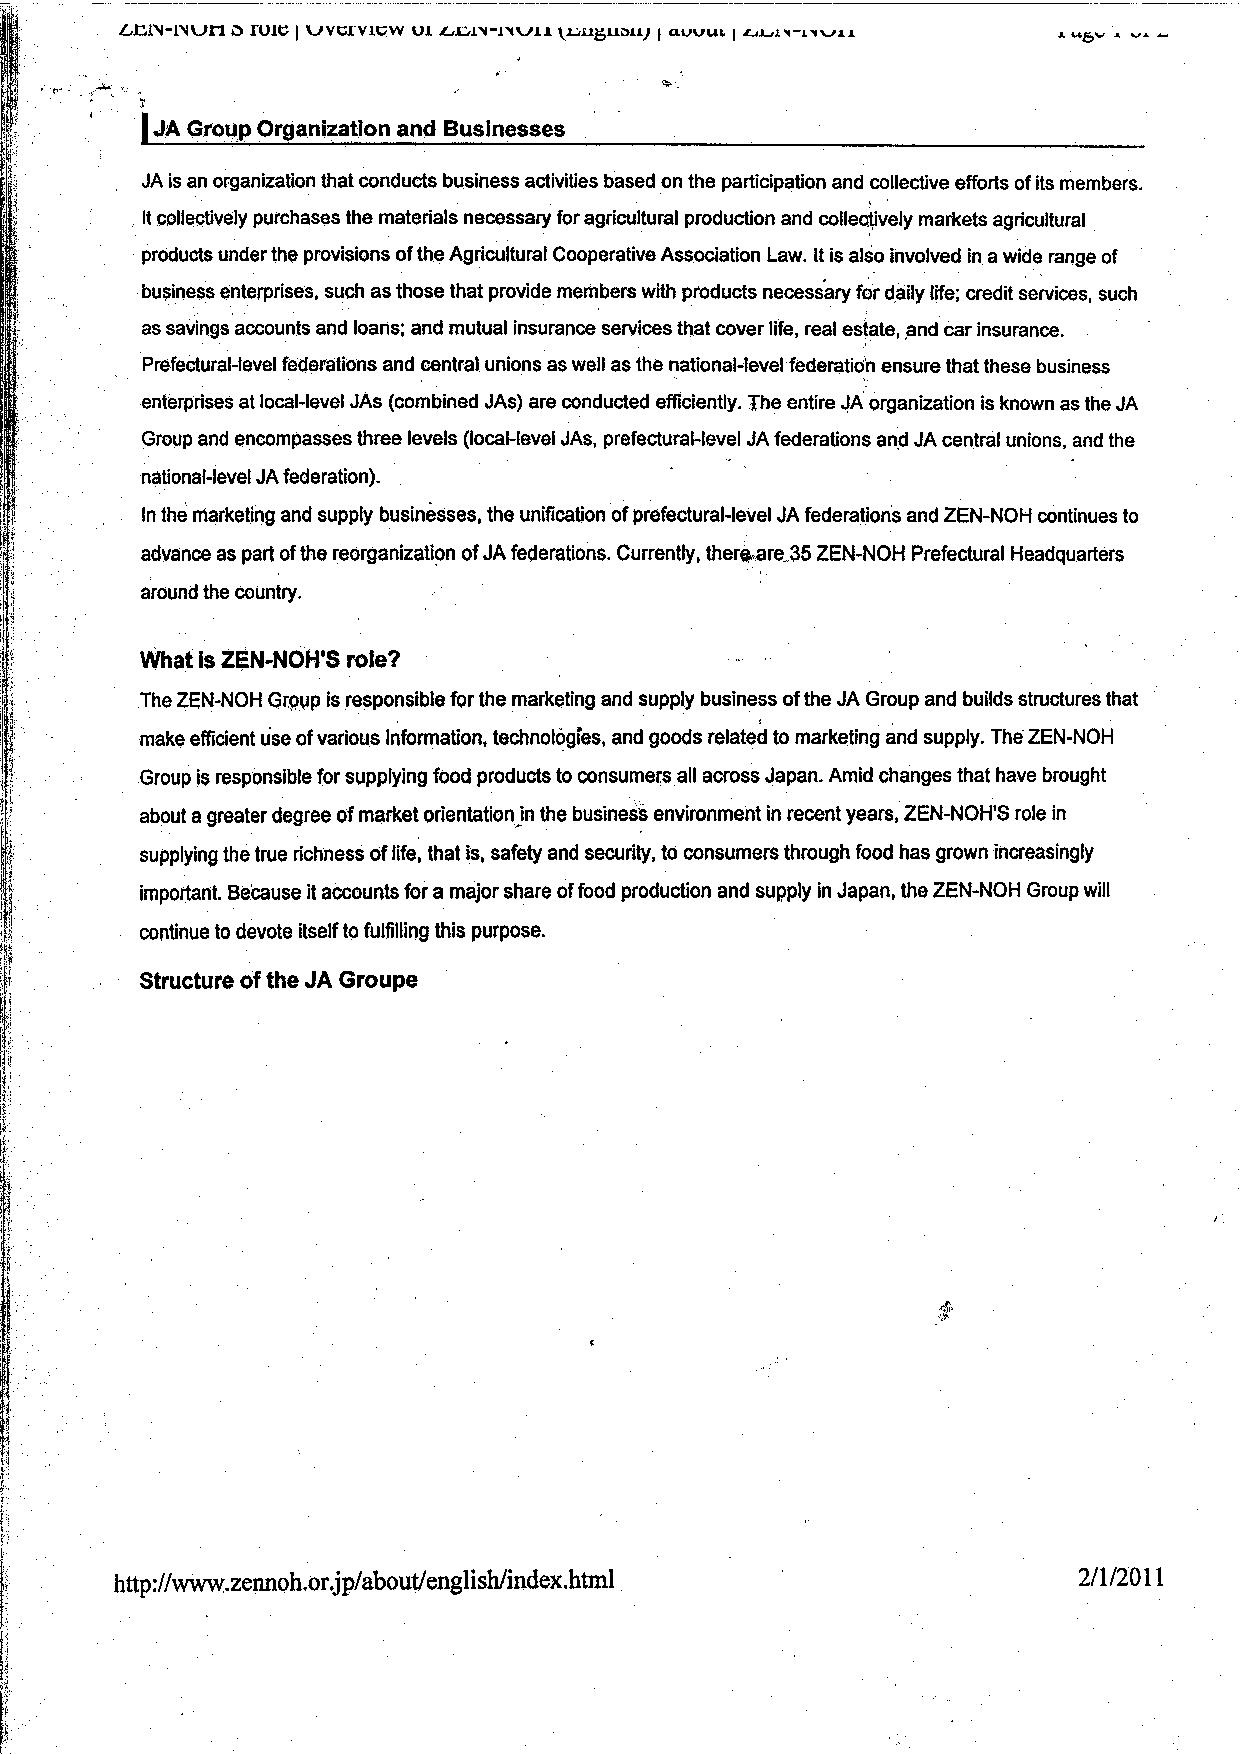 ZEN-NOH'S role | Overview of ZEN-NOH (English) | about | ZEN-NOH Page 1 of 2
JA Group Organization and Businesses
JA is an organization that conducts business activities based on the participation and collective efforts of its members.
It collectively purchases the materials necessary for agricultural production and collectively markets agricultural
products under the provisions of the Agricultural Cooperative Association Law. It is also involved in a wide range of
business enterprises, such as those that provide members with products necessary for daily life; credit services, such
as savings accounts and loans; and mutual insurance services that cover life, real estate, and car insurance.
Prefectural-level federations and central unions as well as the national-level federation ensure that these business
enterprises at local-level JAs (combined JAs) are conducted efficiently. The entire JA organization is known as the JA
Group and encompasses three levels (local-level JAs, prefectural-level JA federations and JA central unions, and the
national-level JA federation).
In the marketing and supply businesses, the unification of prefectural-level JA federations and ZEN-NOH continues to
advance as part of the reorganization of JA federations. Currently, there are 35 ZEN-NOH Prefectural Headquarters
around the country.
What is ZEN-NOH'S role?
The ZEN-NOH Group is responsible for the marketing and supply business of the JA Group and builds structures that
make efficient use of various information, technologies, and goods related to marketing and supply. The ZEN-NOH
Group is responsible for supplying food products to consumers all across Japan. Amid changes that have brought
about a greater degree of market orientation in the business environment in recent years, ZEN-NOH'S role in
supplying the true richness of life, that is, safety and security, to consumers through food has grown increasingly
important. Because it accounts for a major share of food production and supply in Japan, the ZEN-NOH Group will
continue to devote itself to fulfilling this purpose.
Structure of the JA Groupe
http://www.zennoh.or.jp/about/english/index.html 2/1/2011